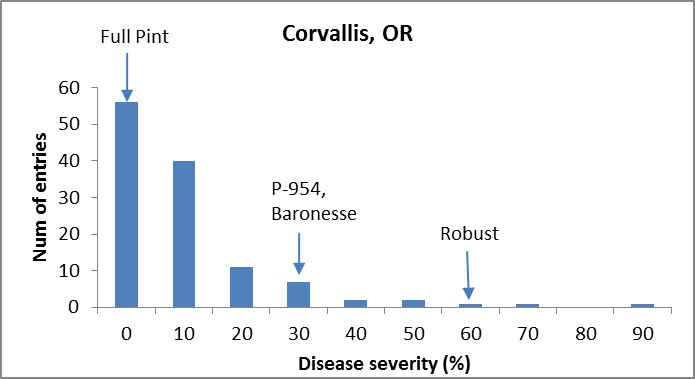 Corvallis, OR
Full Pint
P-954,
Baronesse
Robust
Num of entries
60
50
40
30
20
10
0
0 10 20 30 40 50 60 70 80 90
Disease severity (%)